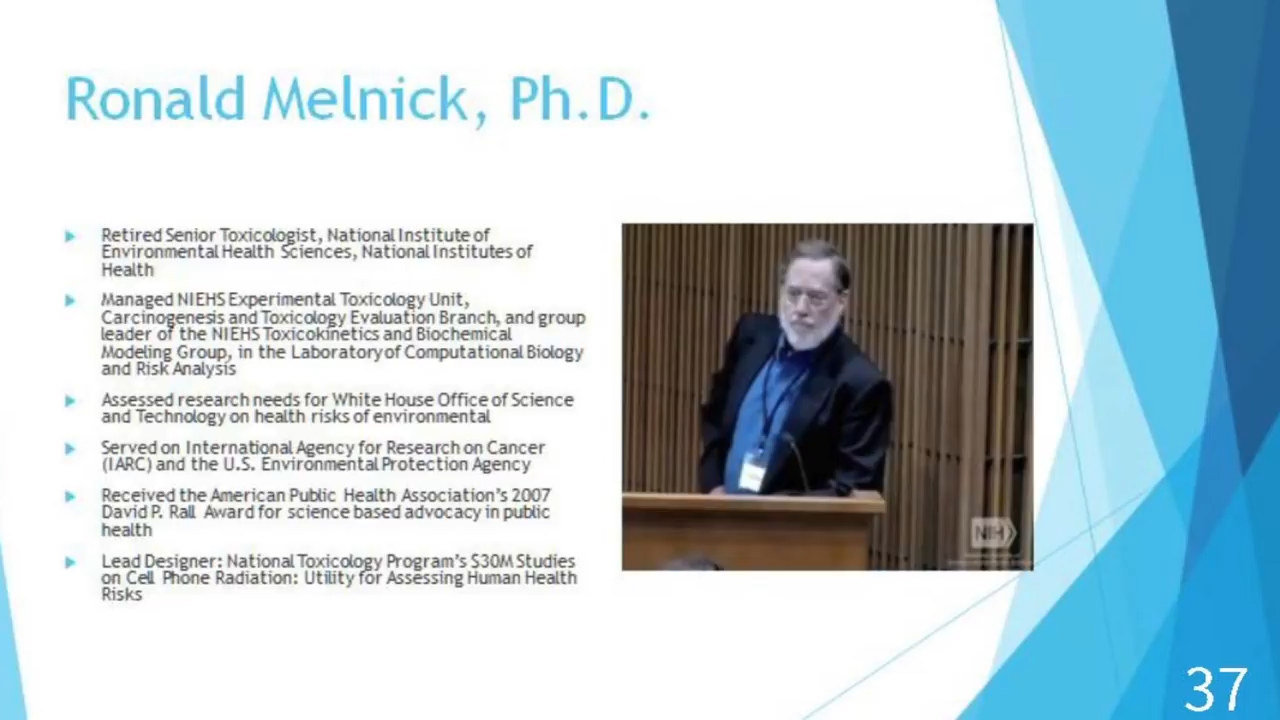 Ronald Melnick, Ph.D.
Retired Senior Toxicologist, National Institute of
Environmental Health Sciences, National Institutes of
Health
Managed NIEHS Experimental Toxicology Unit,
Carcinogenesis and Toxicology Evaluation Branch, and group
leader of the NIEHS Toxicokinetics and Biochemical
Modeling Group, in the Laboratory of Computational Biology
and Risk Analysis
Assessed research needs for White House Office of Science
and Technology on health risks of environmental
Served on International Agency for Research on Cancer
(IARC) and the U.S. Environmental Protection Agency
Received the American Public Health Association's 2007
David P. Rall Award for science based advocacy in public
health
Lead Designer: National Toxicology Program's $30M Studies
on Cell Phone Radiation: Utility for Assessing Human Health
Risks
NIH
37